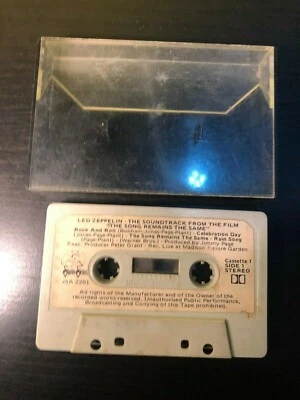 LED ZEPPELIN - THE SOUNDTRACK FROM THE FILM
"THE SONG REMAINS THE SAME"
Rock And Roll (Bonham-Jones-Page-Plant) - Celebration Day
(Jones-Page-Plant) - The Song Remains The Same - Rain Song
(Page-Plant) - (Warner Bros.) - Produced by Jimmy Page
Exec. Producer Peter Grant - Rec. Live at Madison Square Garden.
Cassette 1
SIDE 1
STEREO
All rights of the Manufacturer and of the Owner of the
recorded works reserved. Unauthorised Public Performance,
Broadcasting and Copying of this Tape prohibited.